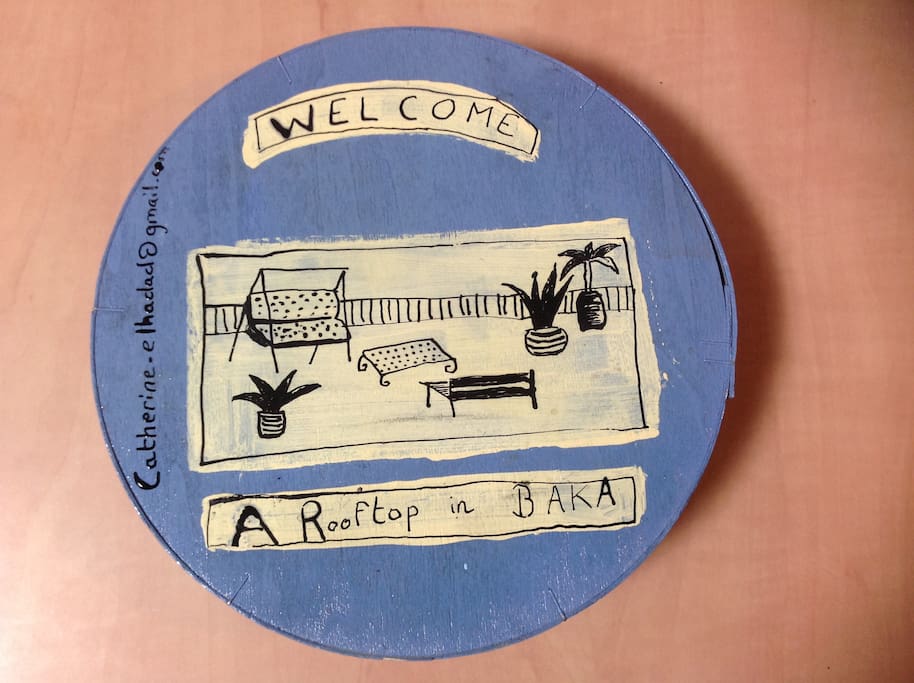 WELCOME
Catherine-elhadad@gmail.com
A Rooftop in BAKA